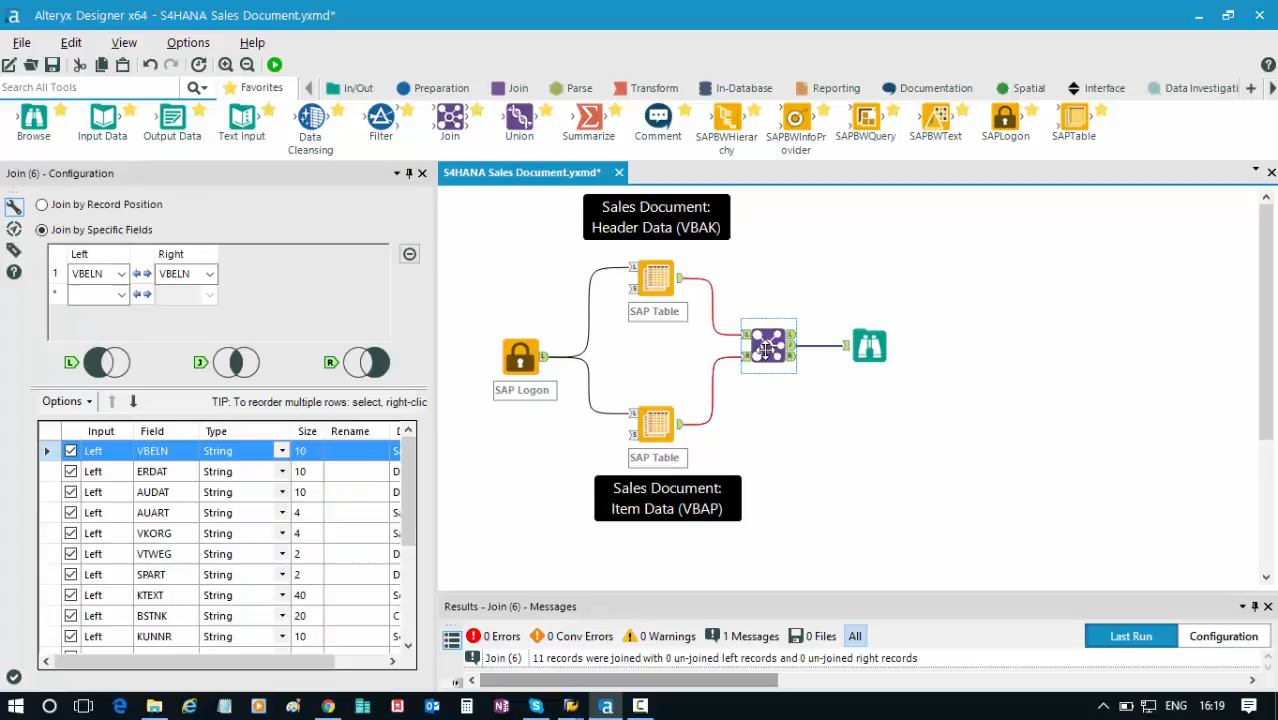 Alteryx Designer x64 - S4HANA Sales Document.yxmd*
File Edit View Options Help
Search All Tools Favorites In/Out Preparation Join Parse Transform In-Database Reporting Documentation Spatial Interface Data Investigati
Browse Input Data Output Data Text Input Data Cleansing Filter Join Union Summarize Comment SAPBWHierarchy SAPBWInfoProvider SAPBWQuery SAPBWText SAPLogon SAPTable
Join (6) - Configuration
S4HANA Sales Document.yxmd*
Join by Record Position
Join by Specific Fields
Left Right
1 VBELN VBELN
*
L J R
Options TIP: To reorder multiple rows: select, right-clic
Input Field Type Size Rename
Left VBELN String 10
Left ERDAT String 10
Left AUDAT String 10
Left AUART String 4
Left VKORG String 4
Left VTWEG String 2
Left SPART String 2
Left KTEXT String 40
Left BSTNK String 20
Left KUNNR String 10
Sales Document:
Header Data (VBAK)
SAP Table
SAP Logon
SAP Table
Sales Document:
Item Data (VBAP)
Results - Join (6) - Messages
0 Errors 0 Conv Errors 0 Warnings 1 Messages 0 Files All Last Run Configuration
Join (6) 11 records were joined with 0 un-joined left records and 0 un-joined right records
ENG 16:19